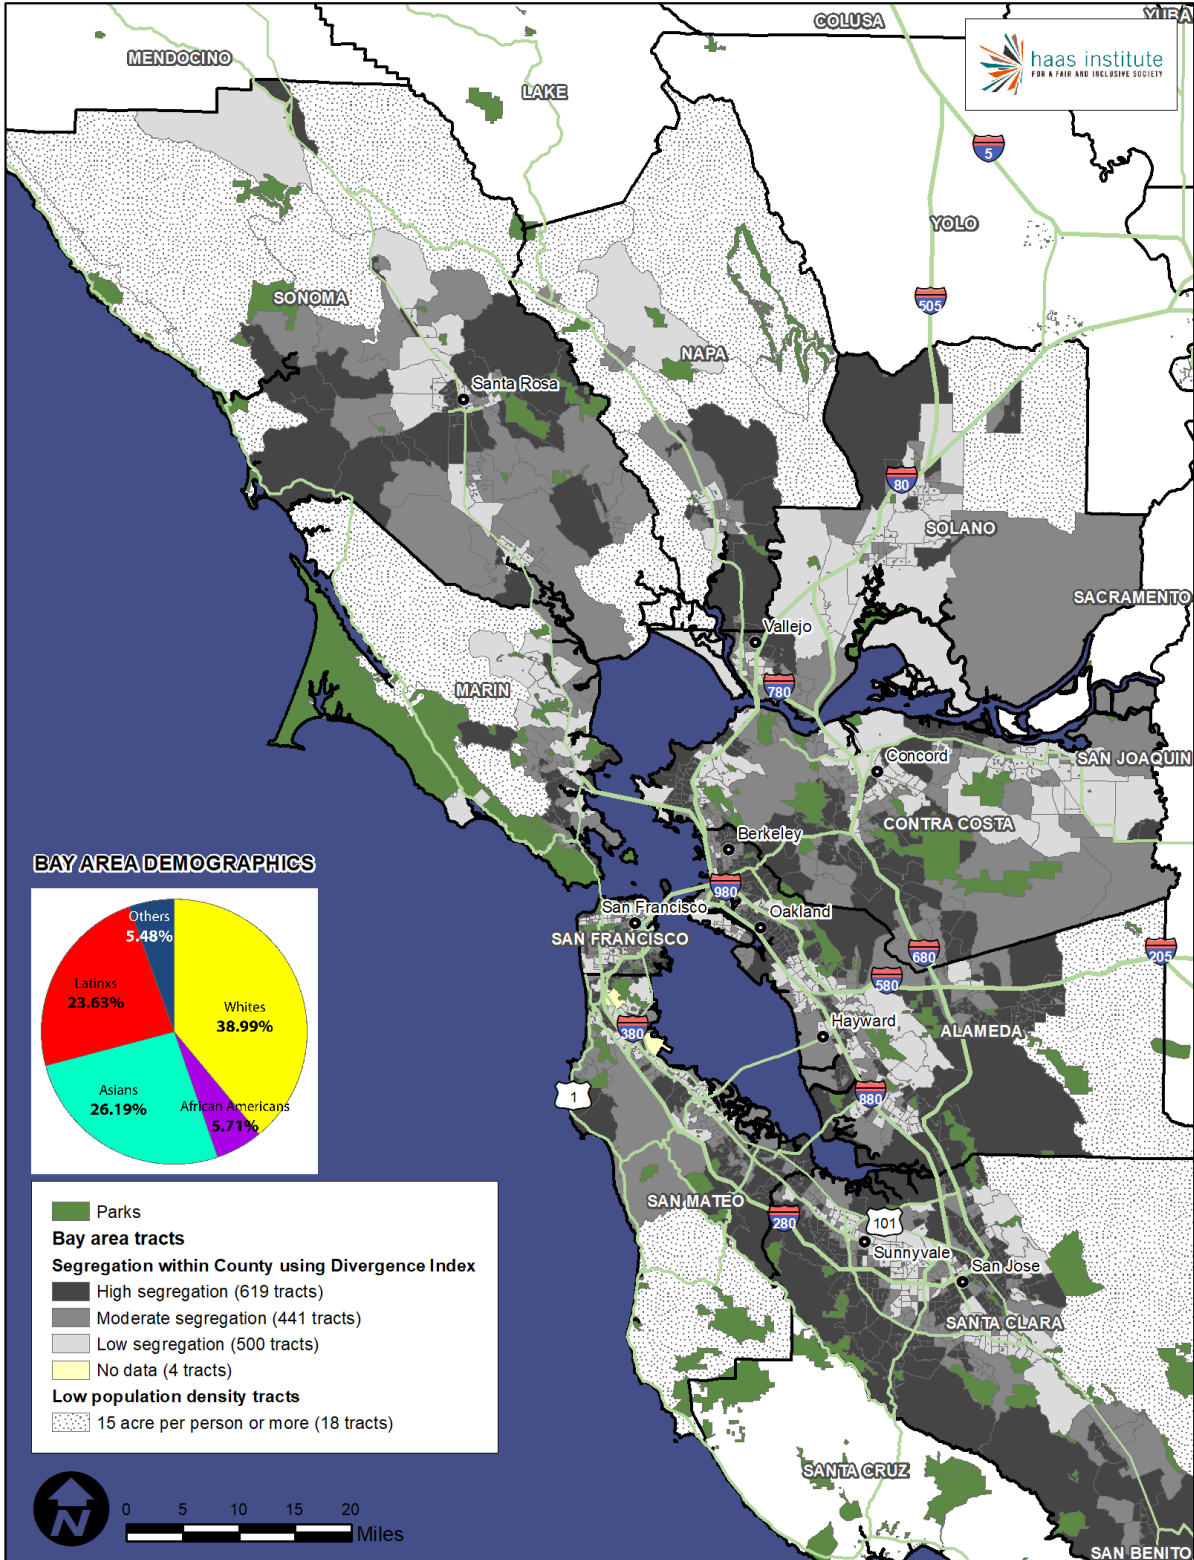 COLUSA
YUBA
haas institute
FOR A FAIR AND INCLUSIVE SOCIETY
MENDOCINO
LAKE
5
YOLO
SONOMA
505
NAPA
Santa Rosa
80
SOLANO
SACRAMENTO
Vallejo
780
MARIN
Concord
SAN JOAQUIN
CONTRA COSTA
Berkeley
980
San Francisco
Oakland
SAN FRANCISCO
680
205
580
Hayward
ALAMEDA
380
1
880
SAN MATEO
280
101
Sunnyvale
San Jose
SANTA CLARA
SANTA CRUZ
SAN BENITO
BAY AREA DEMOGRAPHICS
Others
5.48%
Latinxs
23.63%
Whites
38.99%
Asians
26.19%
African Americans
5.71%
Parks
Bay area tracts
Segregation within County using Divergence Index
High segregation (619 tracts)
Moderate segregation (441 tracts)
Low segregation (500 tracts)
No data (4 tracts)
Low population density tracts
15 acre per person or more (18 tracts)
N
0 5 10 15 20
Miles